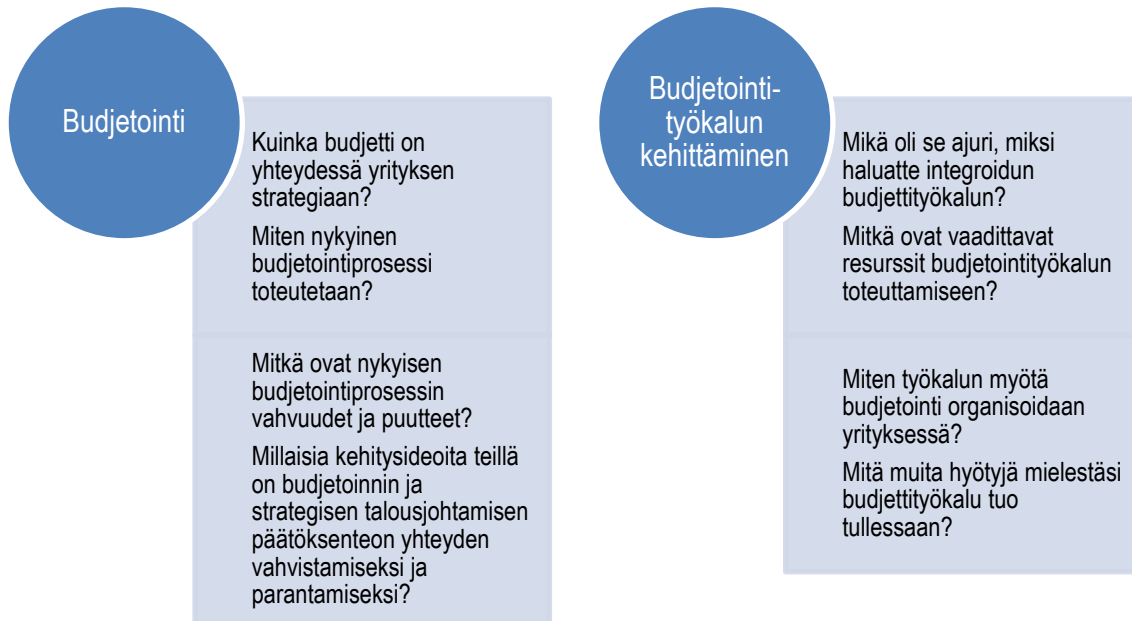 Budjetointi
Kuinka budjetti on
yhteydessä yrityksen
strategiaan?
Miten nykyinen
budjetointiprosessi
toteutetaan?
Mitkä ovat nykyisen
budjetointiprosessin
vahvuudet ja puutteet?
Millaisia kehitysideoita teillä
on budjetoinnin ja
strategisen talousjohtamisen
päätöksenteon yhteyden
vahvistamiseksi ja
parantamiseksi?
Budjetointi-
työkalun
kehittäminen
Mikä oli se ajuri, miksi
haluatte integroidun
budjettityökalun?
Mitkä ovat vaadittavat
resurssit budjetointityökalun
toteuttamiseen?
Miten työkalun myötä
budjetointi organisoidaan
yrityksessä?
Mitä muita hyötyjä mielestäsi
budjettityökalu tuo
tullessaan?